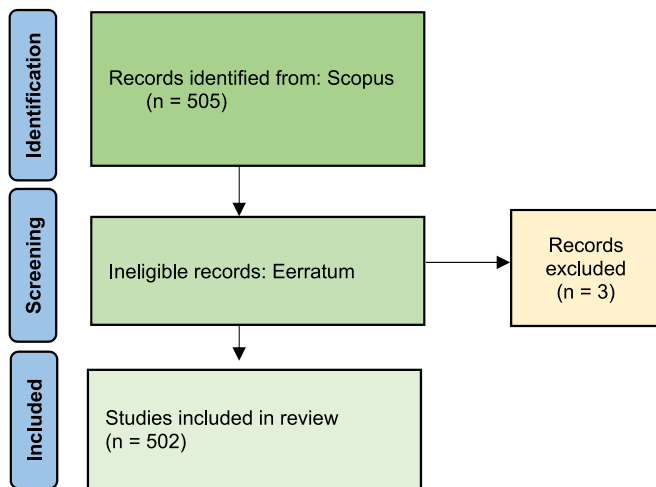 Identification
Records identified from: Scopus
(n = 505)
Screening
Ineligible records: Eerratum
Records
excluded
(n = 3)
Included
Studies included in review
(n = 502)